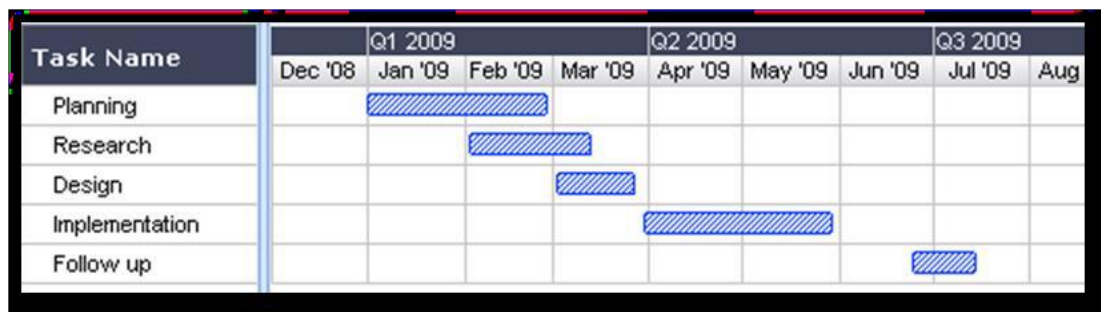 Q1 2009 Q2 2009 Q3 2009
Task Name
Dec '08 Jan '09 Feb '09 Mar '09 Apr '09 May '09 Jun '09 Jul '09 Aug
Planning
Research
Design
Implementation
Follow up